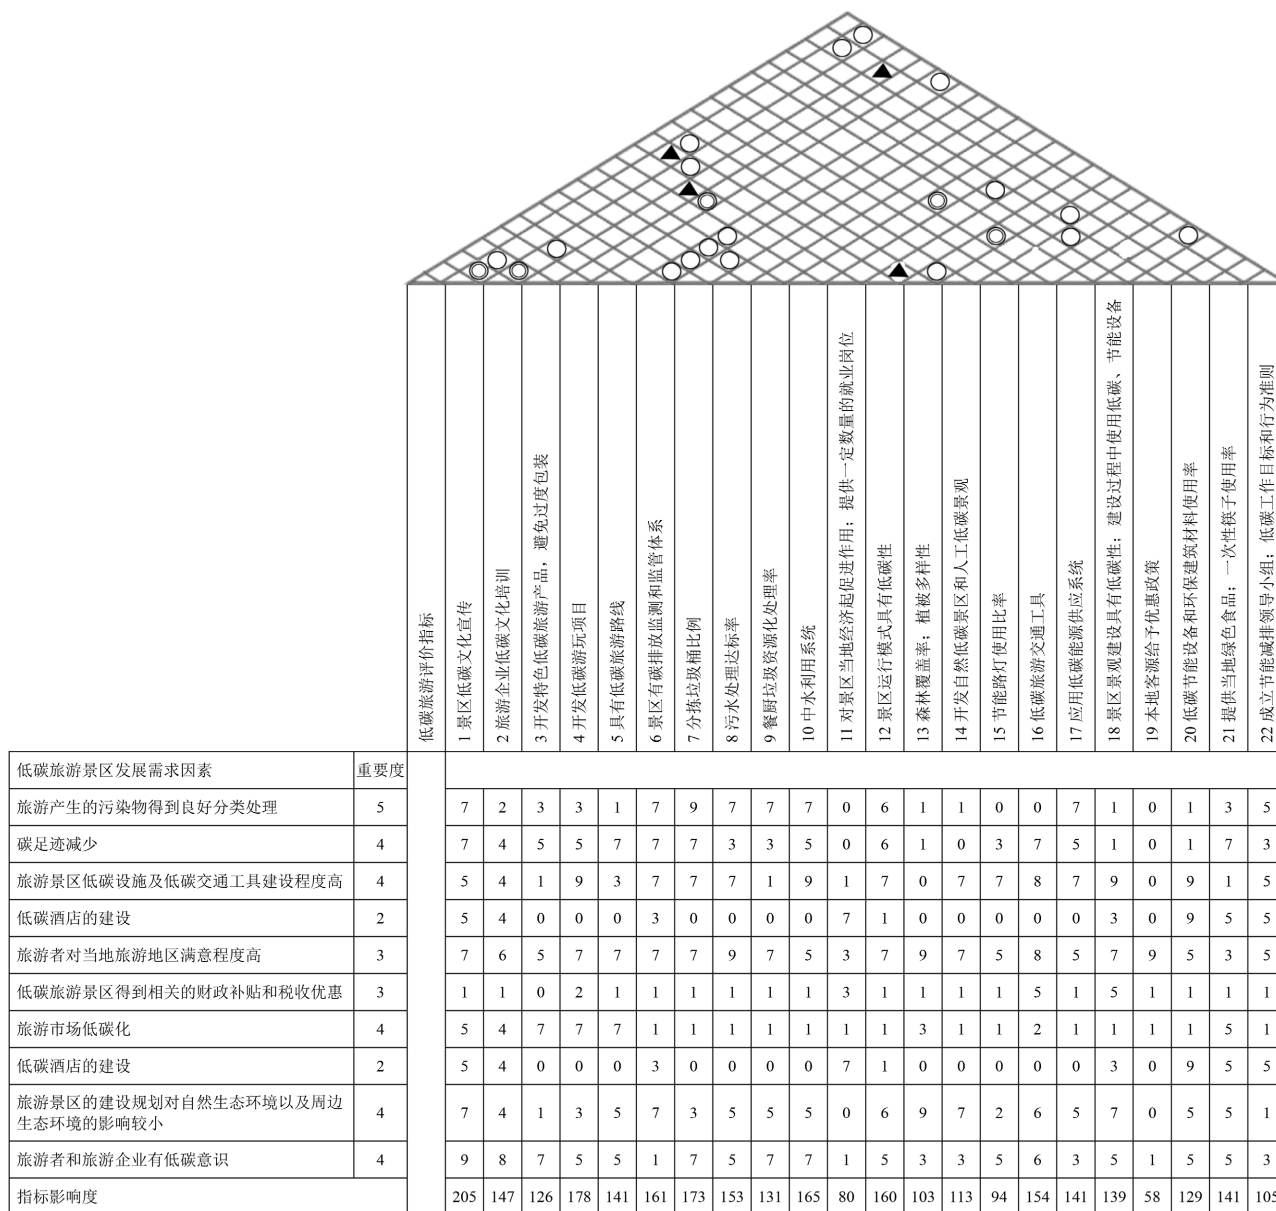 低碳旅游评价指标
1 景区低碳文化宣传
2 旅游企业低碳文化培训
3 开发特色低碳旅游产品，避免过度包装
4 开发低碳游玩项目
5 具有低碳旅游路线
6 景区有碳排放监测和监管体系
7 分拣垃圾桶比例
8 污水处理达标率
9 餐厨垃圾资源化处理率
10 中水利用系统
11 对景区当地经济起促进作用；提供一定数量的就业岗位
12 景区运行模式具有低碳性
13 森林覆盖率；植被多样性
14 开发自然低碳景区和人工低碳景观
15 节能路灯使用比率
16 低碳旅游交通工具
17 应用低碳能源供应系统
18 景区景观建设具有低碳性；建设过程中使用低碳、节能设备
19 本地客源给予优惠政策
20 低碳节能设备和环保建筑材料使用率
21 提供当地绿色食品；一次性筷子使用率
22 成立节能减排领导小组；低碳工作目标和行为准则
低碳旅游景区发展需求因素 重要度
旅游产生的污染物得到良好分类处理 5 7 2 3 3 1 7 9 7 7 7 0 6 1 1 0 0 7 1 0 1 3 5
碳足迹减少 4 7 4 5 5 7 7 7 3 3 5 0 6 1 0 3 7 5 1 0 1 7 3
旅游景区低碳设施及低碳交通工具建设程度高 4 5 4 1 9 3 7 7 7 1 9 1 7 0 7 7 8 7 9 0 9 1 5
低碳酒店的建设 2 5 4 0 0 0 3 0 0 0 0 7 1 0 0 0 0 0 3 0 9 5 5
旅游者对当地旅游地区满意程度高 3 7 6 5 7 7 7 7 9 7 5 3 7 9 7 5 8 5 7 9 5 3 5
低碳旅游景区得到相关的财政补贴和税收优惠 3 1 1 0 2 1 1 1 1 1 1 3 1 1 1 1 5 1 5 1 1 1 1
旅游市场低碳化 4 5 4 7 7 7 1 1 1 1 1 1 1 3 1 1 2 1 1 1 1 5 1
低碳酒店的建设 2 5 4 0 0 0 3 0 0 0 0 7 1 0 0 0 0 0 3 0 9 5 5
旅游景区的建设规划对自然生态环境以及周边
生态环境的影响较小 4 7 4 1 3 5 7 3 5 5 5 0 6 9 7 2 6 5 7 0 5 5 1
旅游者和旅游企业有低碳意识 4 9 8 7 5 5 1 7 5 7 7 1 5 3 3 5 6 3 5 1 5 5 3
指标影响度 205 147 126 178 141 161 173 153 131 165 80 160 103 113 94 154 141 139 58 129 141 105